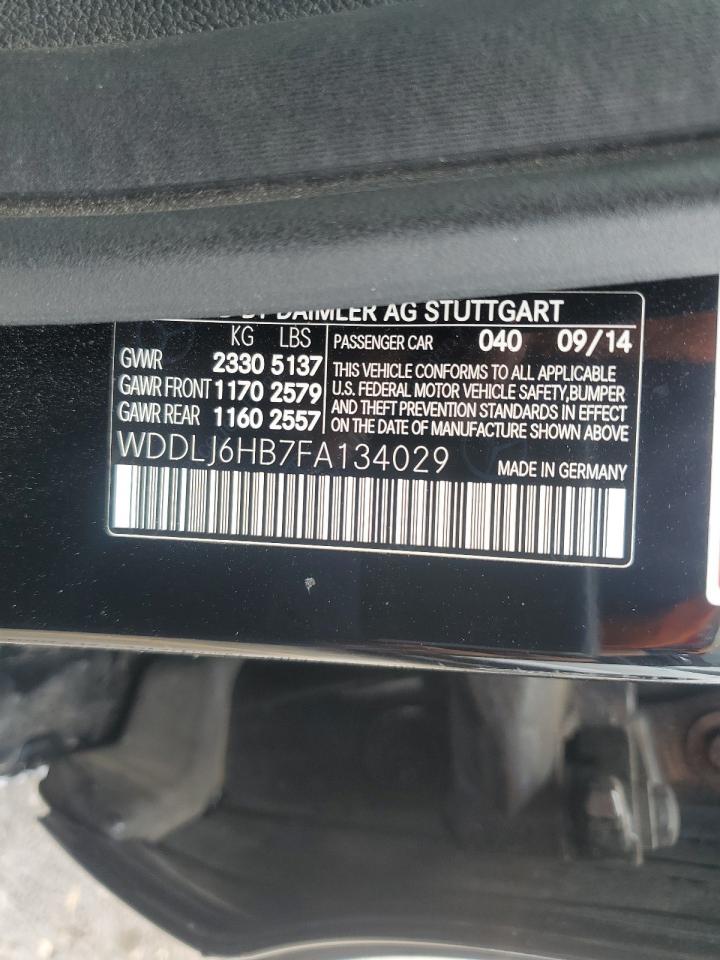 BY DAIMLER AG STUTTGART
KG LBS
GVWR 2330 5137
GAWR FRONT 1170 2579
GAWR REAR 1160 2557
PASSENGER CAR 040 09/14
THIS VEHICLE CONFORMS TO ALL APPLICABLE
U.S. FEDERAL MOTOR VEHICLE SAFETY,BUMPER
AND THEFT PREVENTION STANDARDS IN EFFECT
ON THE DATE OF MANUFACTURE SHOWN ABOVE
WDDLJ6HB7FA134029
MADE IN GERMANY